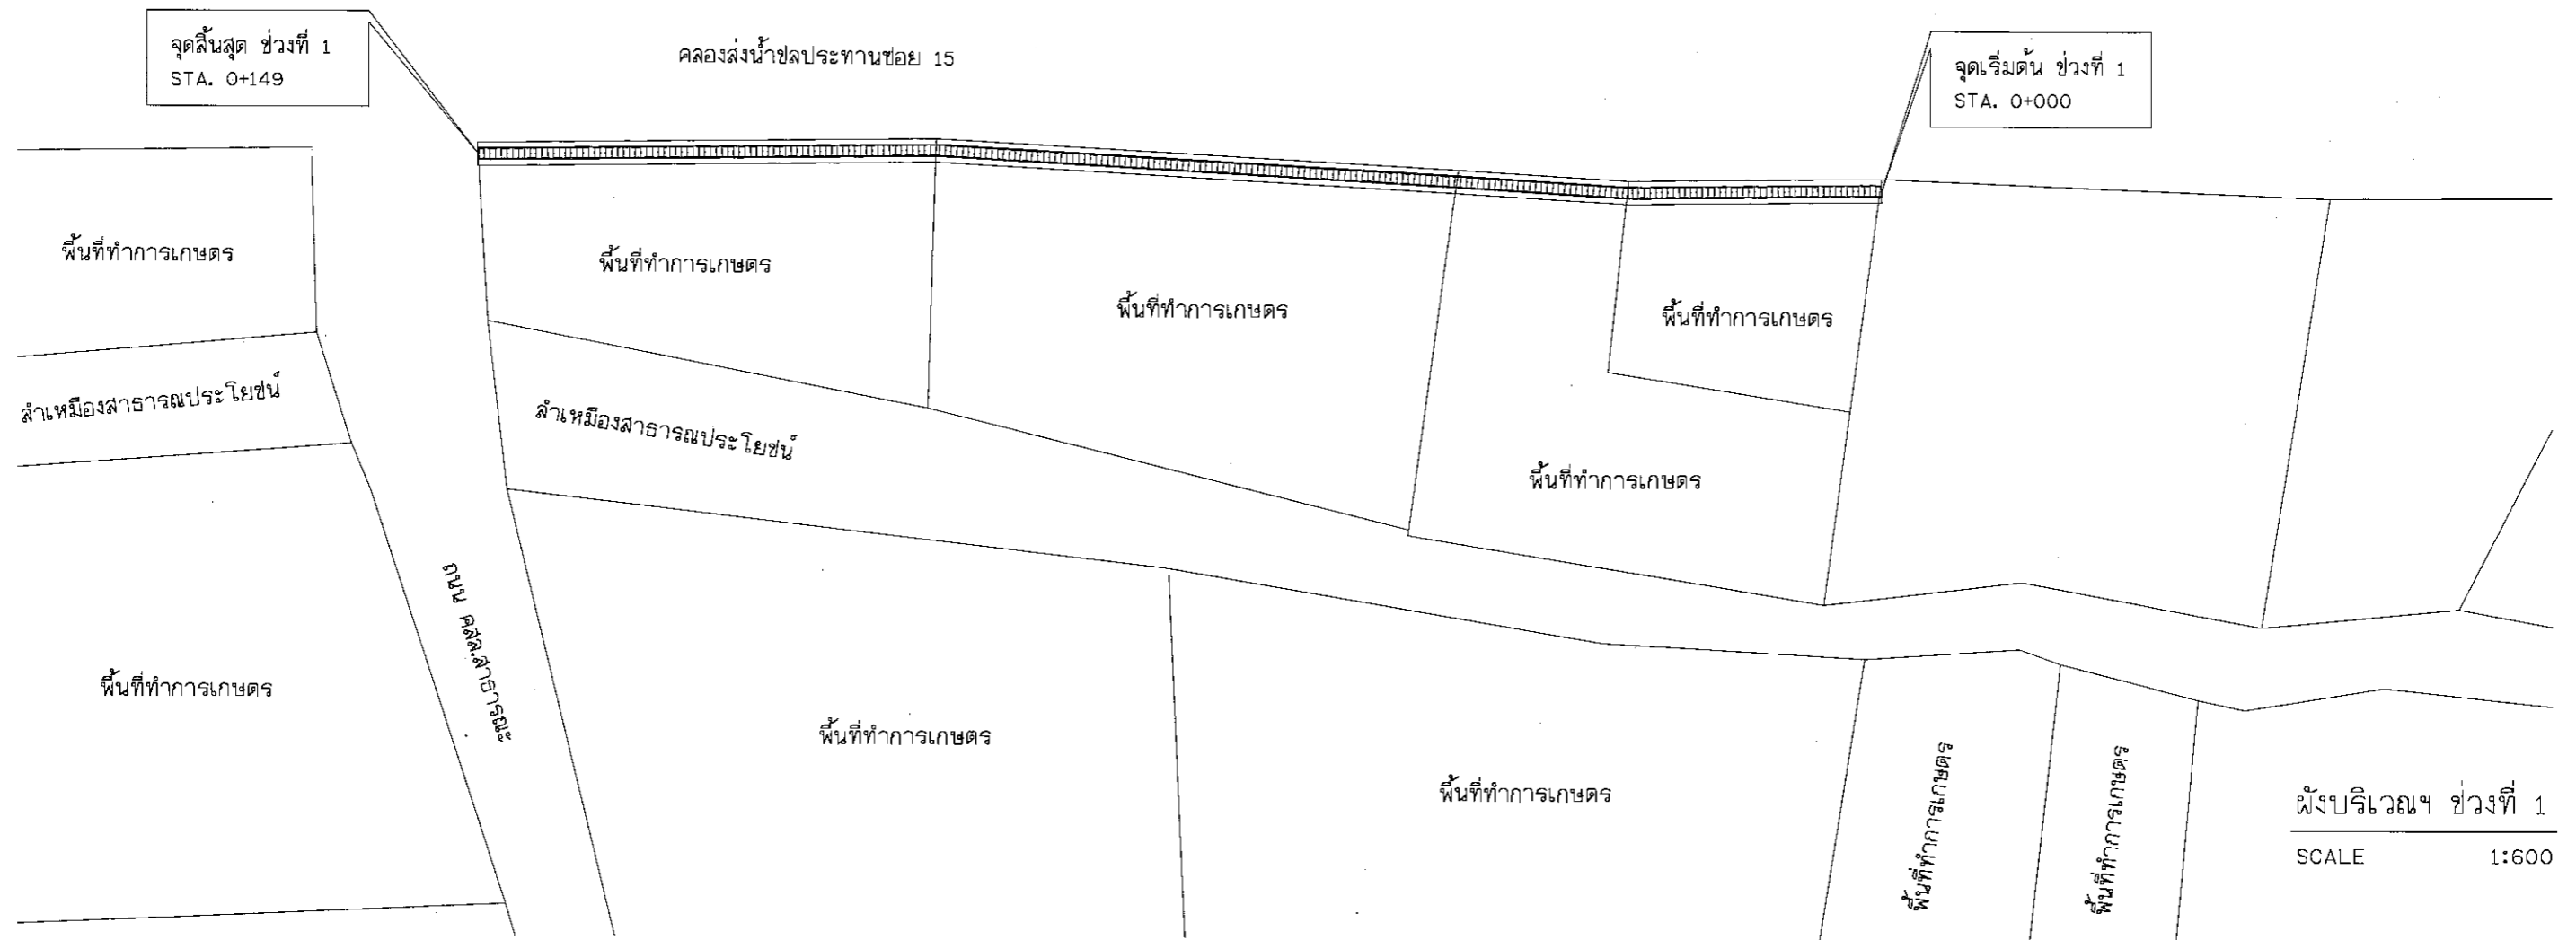 จุดสิ้นสุด ช่วงที่ 1
STA. 0+149
คลองส่งน้ำชลประทานซอย 15
จุดเริ่มต้น ช่วงที่ 1
STA. 0+000
พื้นที่ทำการเกษตร
พื้นที่ทำการเกษตร
พื้นที่ทำการเกษตร
พื้นที่ทำการเกษตร
ลำเหมืองสาธารณประโยชน์
ลำเหมืองสาธารณประโยชน์
พื้นที่ทำการเกษตร
ถนน คสล.สาธารณะ
พื้นที่ทำการเกษตร
พื้นที่ทำการเกษตร
พื้นที่ทำการเกษตร
พื้นที่ทำการเกษตร
พื้นที่ทำการเกษตร
ผังบริเวณฯ ช่วงที่ 1
SCALE 1:600